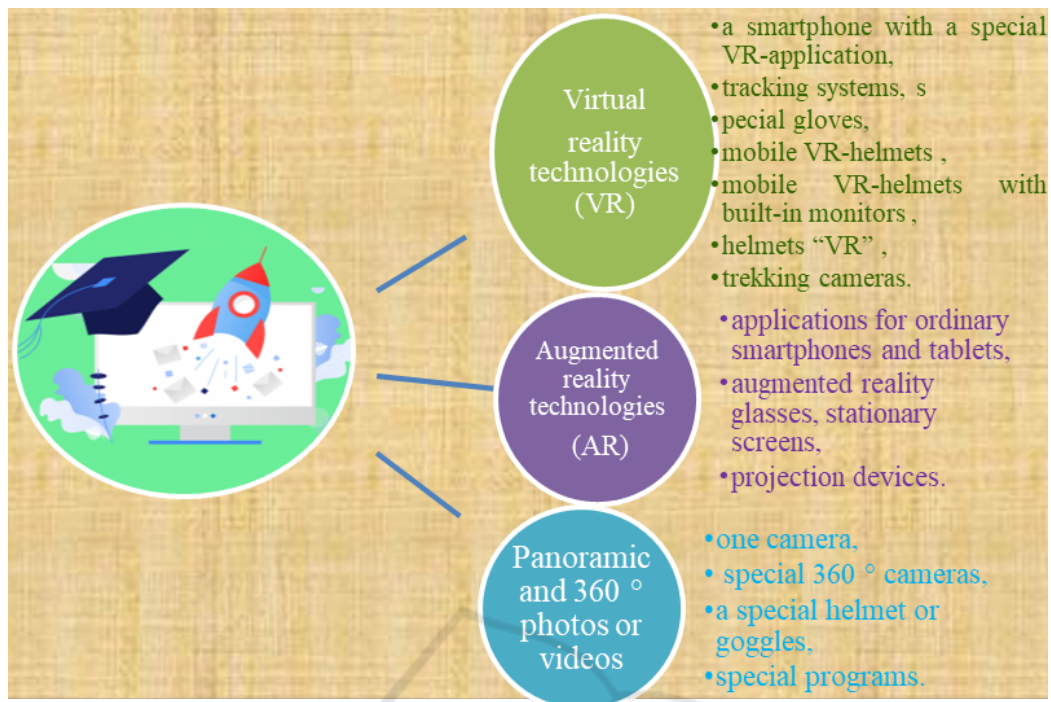 Virtual
reality
technologies
(VR)
•a smartphone with a special
VR-application,
•tracking systems, s
•pecial gloves,
•mobile VR-helmets ,
•mobile VR-helmets with
built-in monitors ,
•helmets “VR” ,
•trekking cameras.
Augmented
reality
technologies
(AR)
•applications for ordinary
smartphones and tablets,
•augmented reality
glasses, stationary
screens,
•projection devices.
Panoramic
and 360 °
photos or
videos
•one camera,
• special 360 ° cameras,
•a special helmet or
goggles,
•special programs.